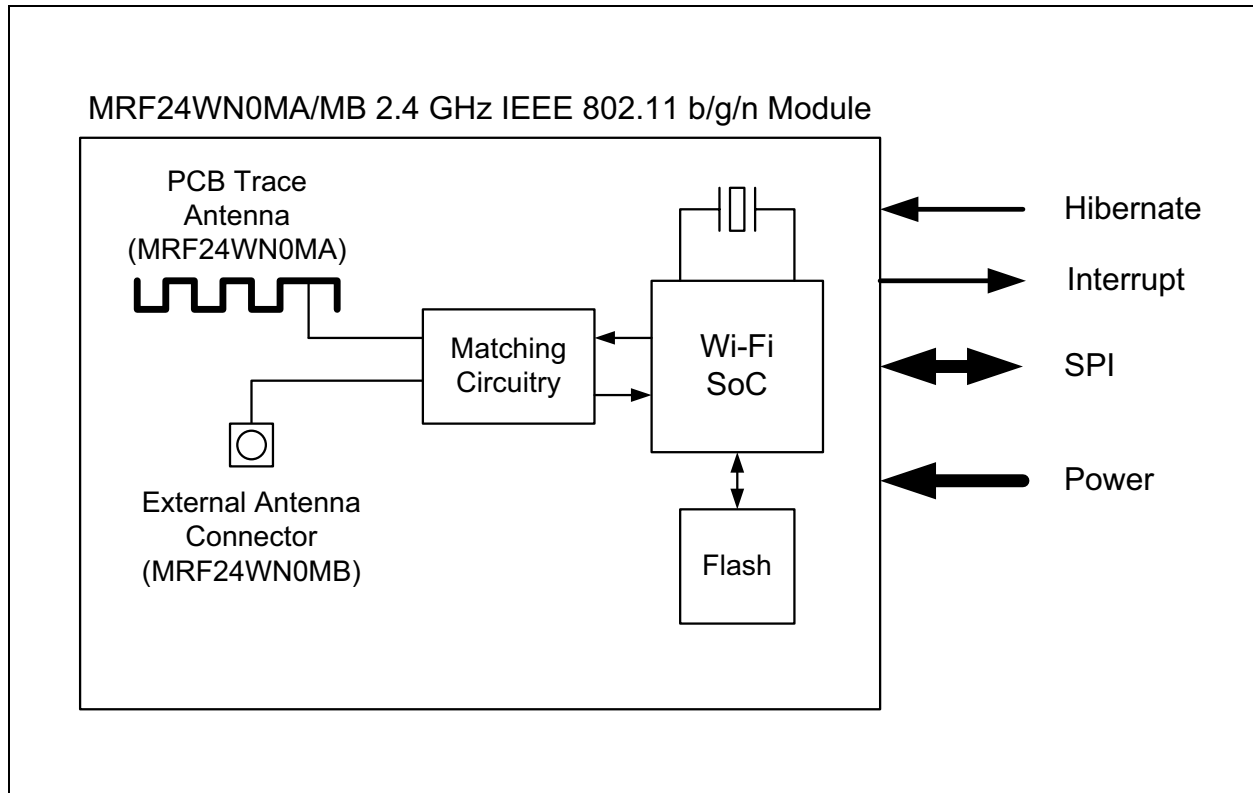 MRF24WN0MA/MB 2.4 GHz IEEE 802.11 b/g/n Module
PCB Trace
Antenna
(MRF24WN0MA)
External Antenna
Connector
(MRF24WN0MB)
Matching
Circuitry
Wi-Fi
SoC
Flash
Hibernate
Interrupt
SPI
Power